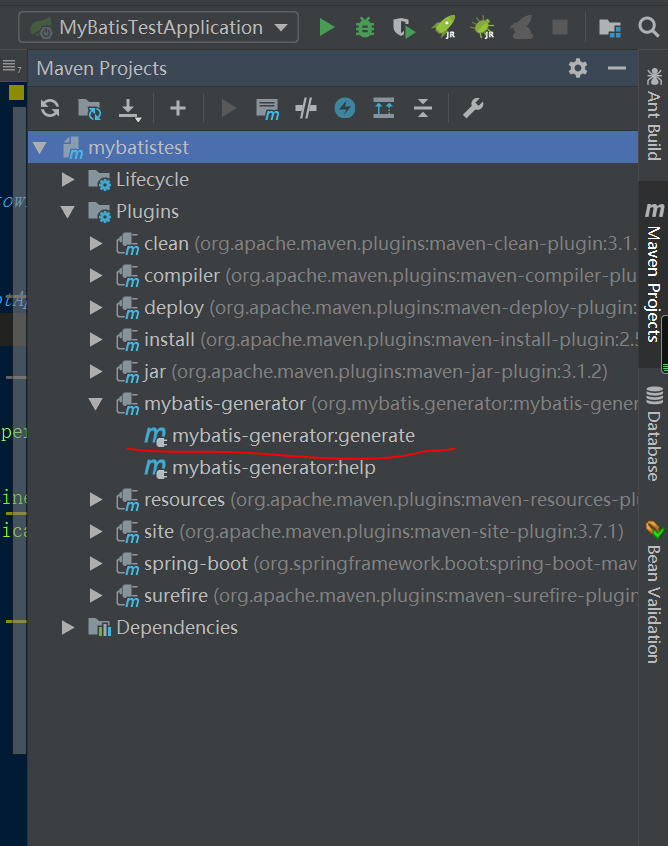 MyBatisTestApplication
JR
JR
Maven Projects
mybatistest
Lifecycle
Plugins
clean (org.apache.maven.plugins:maven-clean-plugin:3.1.
compiler (org.apache.maven.plugins:maven-compiler-plu
deploy (org.apache.maven.plugins:maven-deploy-plugin:
install (org.apache.maven.plugins:maven-install-plugin:2.5
jar (org.apache.maven.plugins:maven-jar-plugin:3.1.2)
mybatis-generator (org.mybatis.generator:mybatis-gener
mybatis-generator:generate
mybatis-generator:help
resources (org.apache.maven.plugins:maven-resources-plu
site (org.apache.maven.plugins:maven-site-plugin:3.7.1)
spring-boot (org.springframework.boot:spring-boot-mav
surefire (org.apache.maven.plugins:maven-surefire-plugin
Dependencies
Ant Build
Maven Projects
Database
Bean Validation